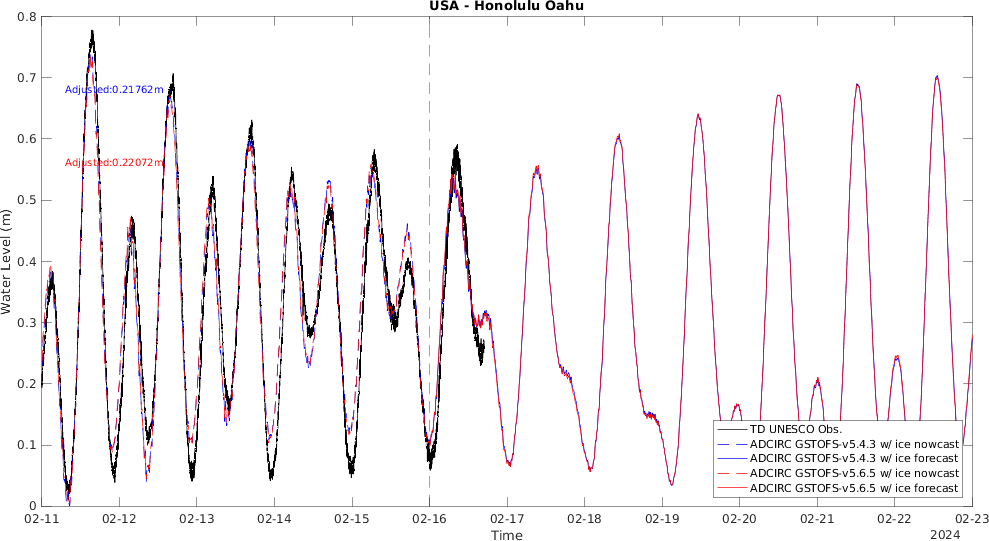 USA - Honolulu Oahu
0.8
0.7
0.6
0.5
0.4
0.3
0.2
0.1
0
Water Level (m)
Adjusted:0.21762m
Adjusted:0.22072m
TD UNESCO Obs.
ADCIRC GSTOFS-v5.4.3 w/ ice nowcast
ADCIRC GSTOFS-v5.4.3 w/ ice forecast
ADCIRC GSTOFS-v5.6.5 w/ ice nowcast
ADCIRC GSTOFS-v5.6.5 w/ ice forecast
02-11 02-12 02-13 02-14 02-15 02-16 02-17 02-18 02-19 02-20 02-21 02-22 02-23
Time
2024